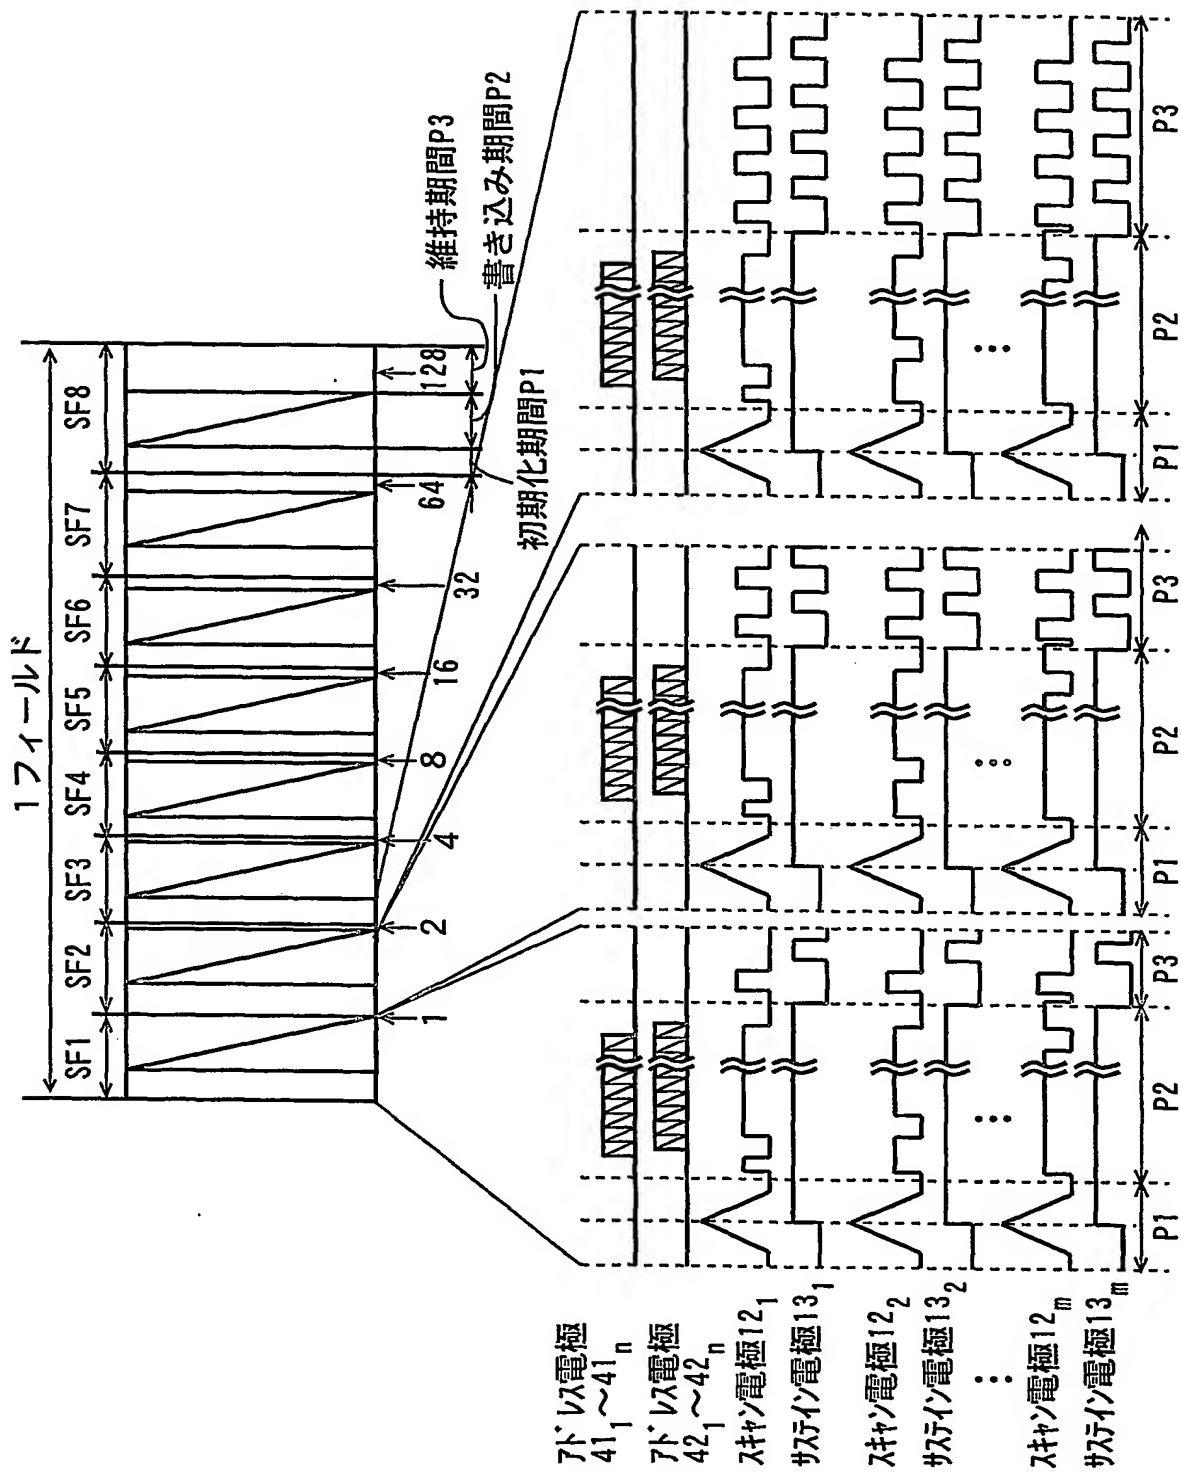 1フィールド
SF1 SF2 SF3 SF4 SF5 SF6 SF7 SF8
1 2 4 8 16 32 64 128
維持期間P3
書き込み期間P2
初期化期間P1
アドレス電極
41₁～41ₙ
アドレス電極
42₁～42ₙ
スキャン電極12₁
サステイン電極13₁
スキャン電極12₂
サステイン電極13₂
⋮
スキャン電極12ₘ
サステイン電極13ₘ
P1 P2 P3 P1 P2 P3 P1 P2 P3